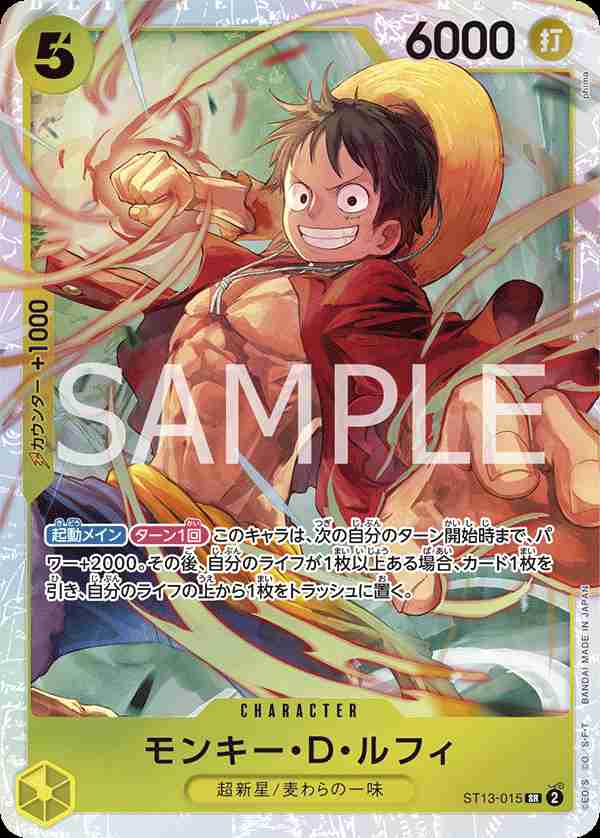 5
6000 打
phima
カウンター +1000
SAMPLE
起動メイン ターン1回 このキャラは、次の自分のターン開始時まで、パ
ワー+2000。その後、自分のライフが1枚以上ある場合、カード1枚を
引き、自分のライフの上から1枚をトラッシュに置く。
CHARACTER
モンキー・D・ルフィ
超新星/麦わらの一味
ST13-015 SR 2
©E.O/S. ©O./S・F・T BANDAI MADE IN JAPAN